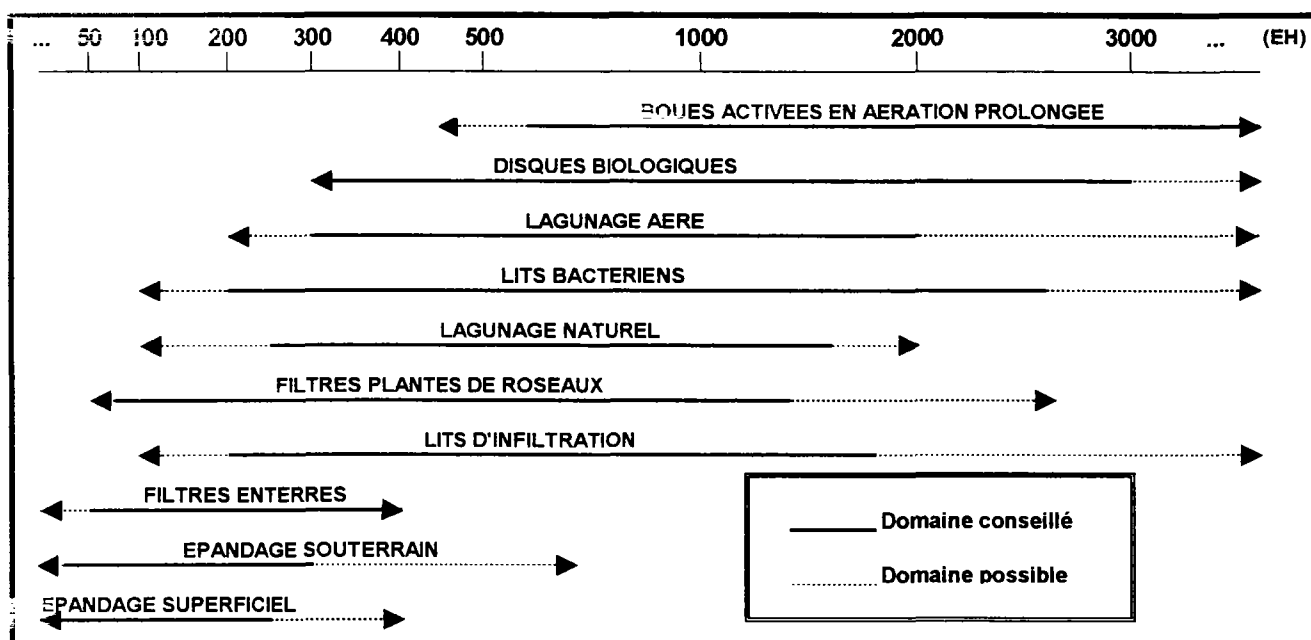 ... 50 100 200 300 400 500 1000 2000 3000 ... (EH)
BOUES ACTIVEES EN AERATION PROLONGEE
DISQUES BIOLOGIQUES
LAGUNAGE AERE
LITS BACTERIENS
LAGUNAGE NATUREL
FILTRES PLANTES DE ROSEAUX
LITS D'INFILTRATION
FILTRES ENTERRES
EPANDAGE SOUTERRAIN
EPANDAGE SUPERFICIEL
Domaine conseillé
Domaine possible